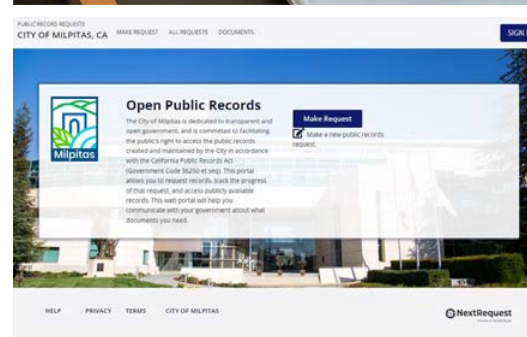 PUBLIC RECORD REQUESTS
CITY OF MILPITAS, CA
MAKE REQUEST ALL REQUESTS DOCUMENTS
SIGN
Milpitas
Open Public Records
The City of Milpitas is dedicated to transparent and
open government, and is committed to facilitating
the public's right to access the public records
created and maintained by the City in accordance
with the California Public Records Act
(Government Code §6250 et seq). This portal
allows you to request records, track the progress
of that request, and access publicly available
records. This web portal will help you
communicate with your government about what
documents you need.
Make Request
Make a new public records
request.
HELP PRIVACY TERMS CITY OF MILPITAS
NextRequest